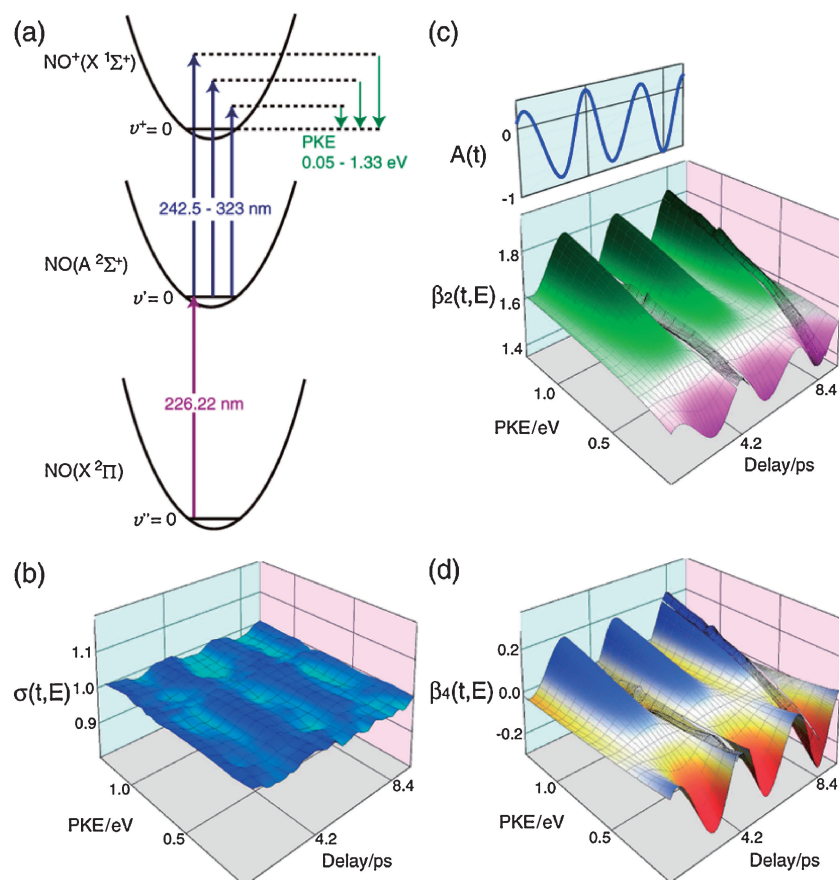 (a)
NO⁺(X ¹Σ⁺)
υ⁺= 0
PKE
0.05 - 1.33 eV
242.5 - 323 nm
NO(A ²Σ⁺)
υ'= 0
226.22 nm
NO(X ²Π)
υ''= 0
(b)
1.1
1.0
0.9
σ(t,E)
1.0
0.5
PKE/eV
4.2
8.4
Delay/ps
(c)
0
-1
A(t)
1.8
1.6
1.4
β₂(t,E)
1.0
0.5
PKE/eV
4.2
8.4
Delay/ps
(d)
0.2
0.0
-0.2
β₄(t,E)
1.0
0.5
PKE/eV
4.2
8.4
Delay/ps